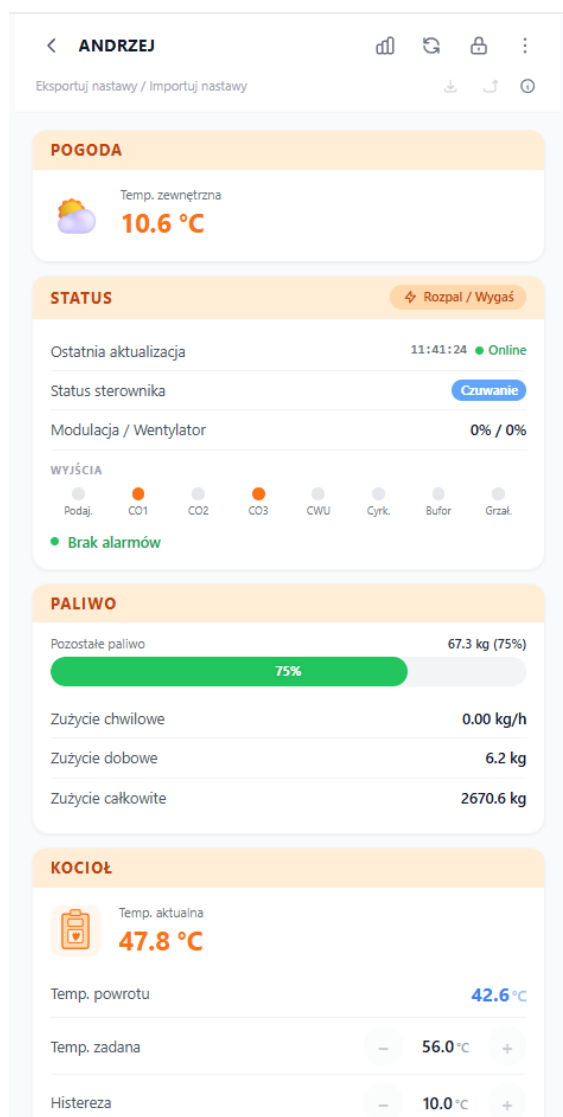 ANDRZEJ
Eksportuj nastawy / Importuj nastawy
POGODA
Temp. zewnętrzna
10.6 °C
STATUS
Rozpal / Wygaś
Ostatnia aktualizacja
11:41:24 Online
Status sterownika
Czuwanie
Modulacja / Wentylator
0% / 0%
WYJŚCIA
Podaj. CO1 CO2 CO3 CWU Cyrk. Bufor Grzał.
Brak alarmów
PALIWO
Pozostałe paliwo
67.3 kg (75%)
75%
Zużycie chwilowe
0.00 kg/h
Zużycie dobowe
6.2 kg
Zużycie całkowite
2670.6 kg
KOCIOŁ
Temp. aktualna
47.8 °C
Temp. powrotu
42.6 °C
Temp. zadana
− 56.0 °C +
Histereza
− 10.0 °C +